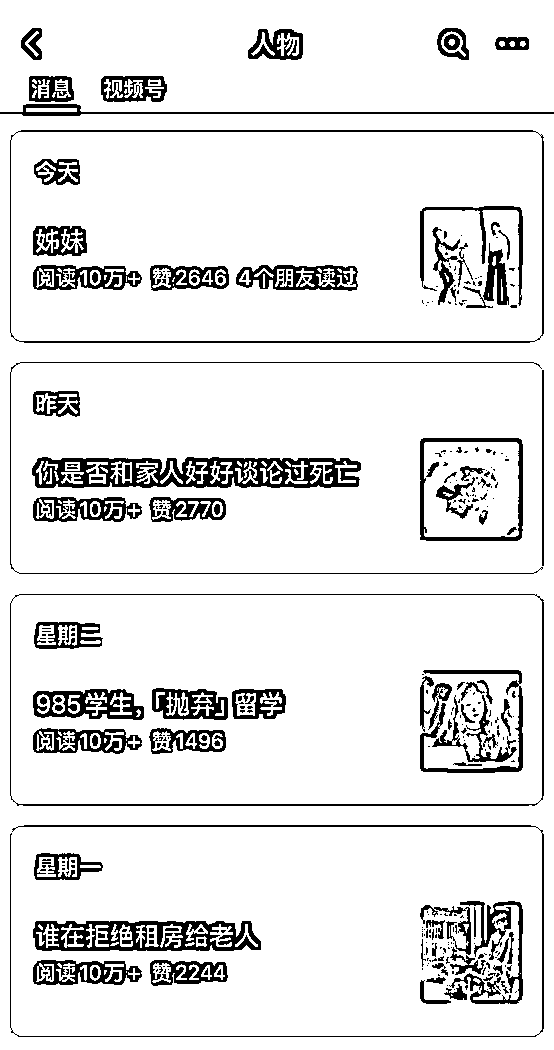 人物
消息 视频号
今天
姊妹
阅读10万+ 赞2646 4个朋友读过
昨天
你是否和家人好好谈论过死亡
阅读10万+ 赞2770
星期二
985学生，「抛弃」留学
阅读10万+ 赞1496
星期一
谁在拒绝租房给老人
阅读10万+ 赞2244